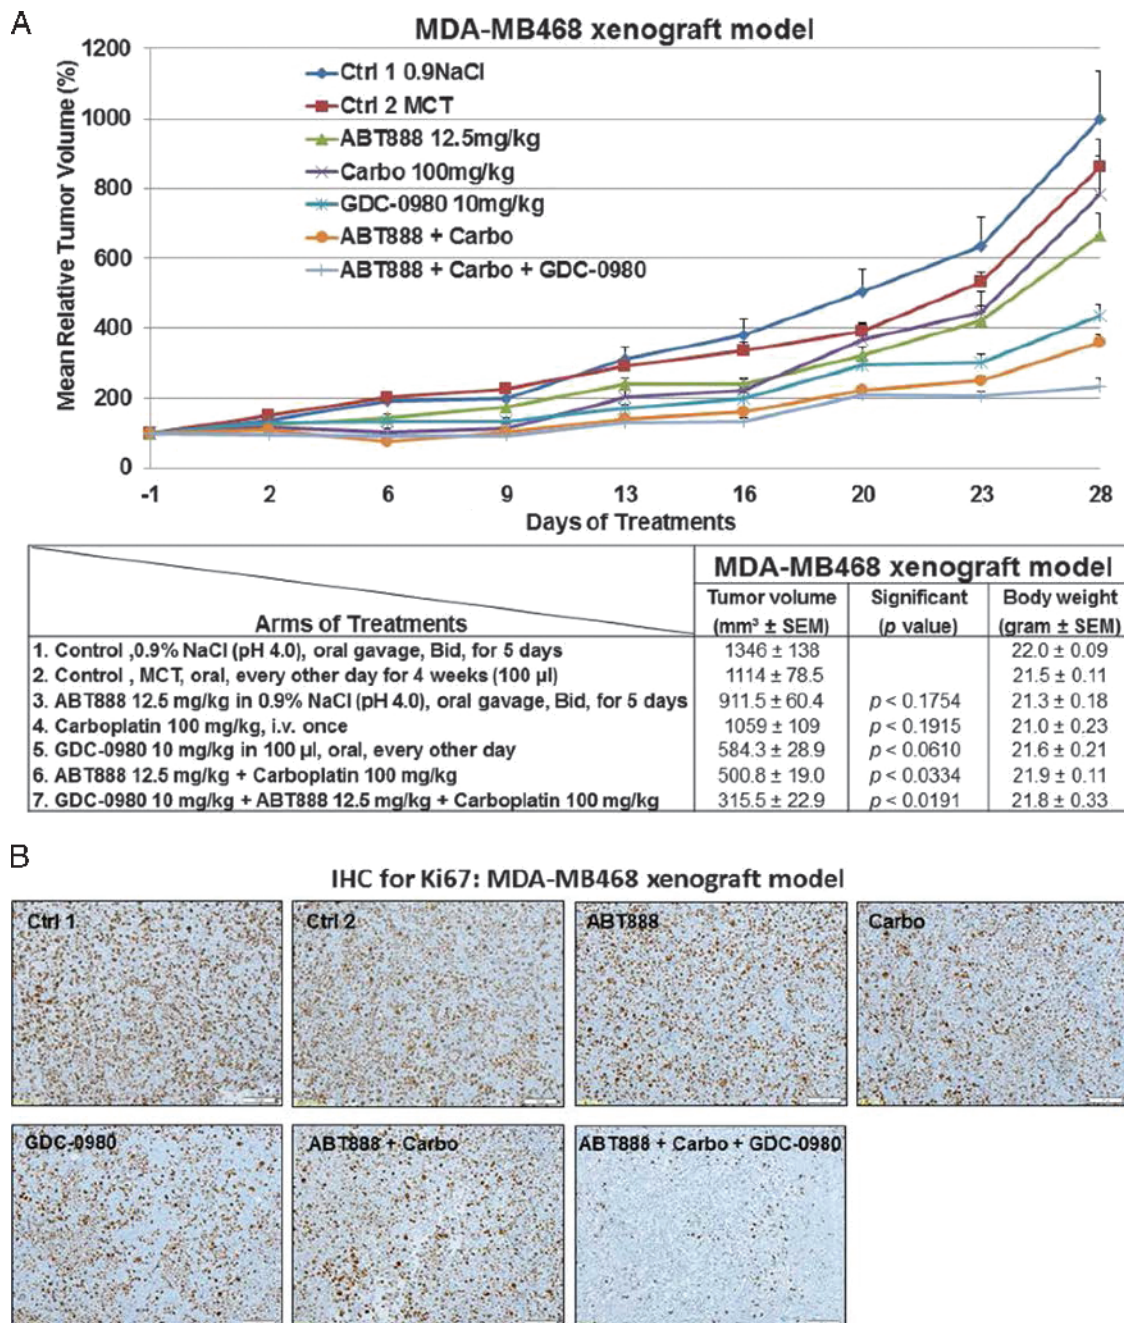 A
MDA-MB468 xenograft model
1200
1000
800
600
400
200
0
Mean Relative Tumor Volume (%)
Ctrl 1 0.9NaCl
Ctrl 2 MCT
ABT888 12.5mg/kg
Carbo 100mg/kg
GDC-0980 10mg/kg
ABT888 + Carbo
ABT888 + Carbo + GDC-0980
-1 2 6 9 13 16 20 23 28
Days of Treatments
MDA-MB468 xenograft model
Arms of Treatments
Tumor volume (mm³ ± SEM) Significant (p value) Body weight (gram ± SEM)
1. Control ,0.9% NaCl (pH 4.0), oral gavage, Bid, for 5 days 1346 ± 138 22.0 ± 0.09
2. Control , MCT, oral, every other day for 4 weeks (100 µl) 1114 ± 78.5 21.5 ± 0.11
3. ABT888 12.5 mg/kg in 0.9% NaCl (pH 4.0), oral gavage, Bid, for 5 days 911.5 ± 60.4 p < 0.1754 21.3 ± 0.18
4. Carboplatin 100 mg/kg, i.v. once 1059 ± 109 p < 0.1915 21.0 ± 0.23
5. GDC-0980 10 mg/kg in 100 µl, oral, every other day 584.3 ± 28.9 p < 0.0610 21.6 ± 0.21
6. ABT888 12.5 mg/kg + Carboplatin 100 mg/kg 500.8 ± 19.0 p < 0.0334 21.9 ± 0.11
7. GDC-0980 10 mg/kg + ABT888 12.5 mg/kg + Carboplatin 100 mg/kg 315.5 ± 22.9 p < 0.0191 21.8 ± 0.33
B
IHC for Ki67: MDA-MB468 xenograft model
Ctrl 1
Ctrl 2
ABT888
Carbo
GDC-0980
ABT888 + Carbo
ABT888 + Carbo + GDC-0980